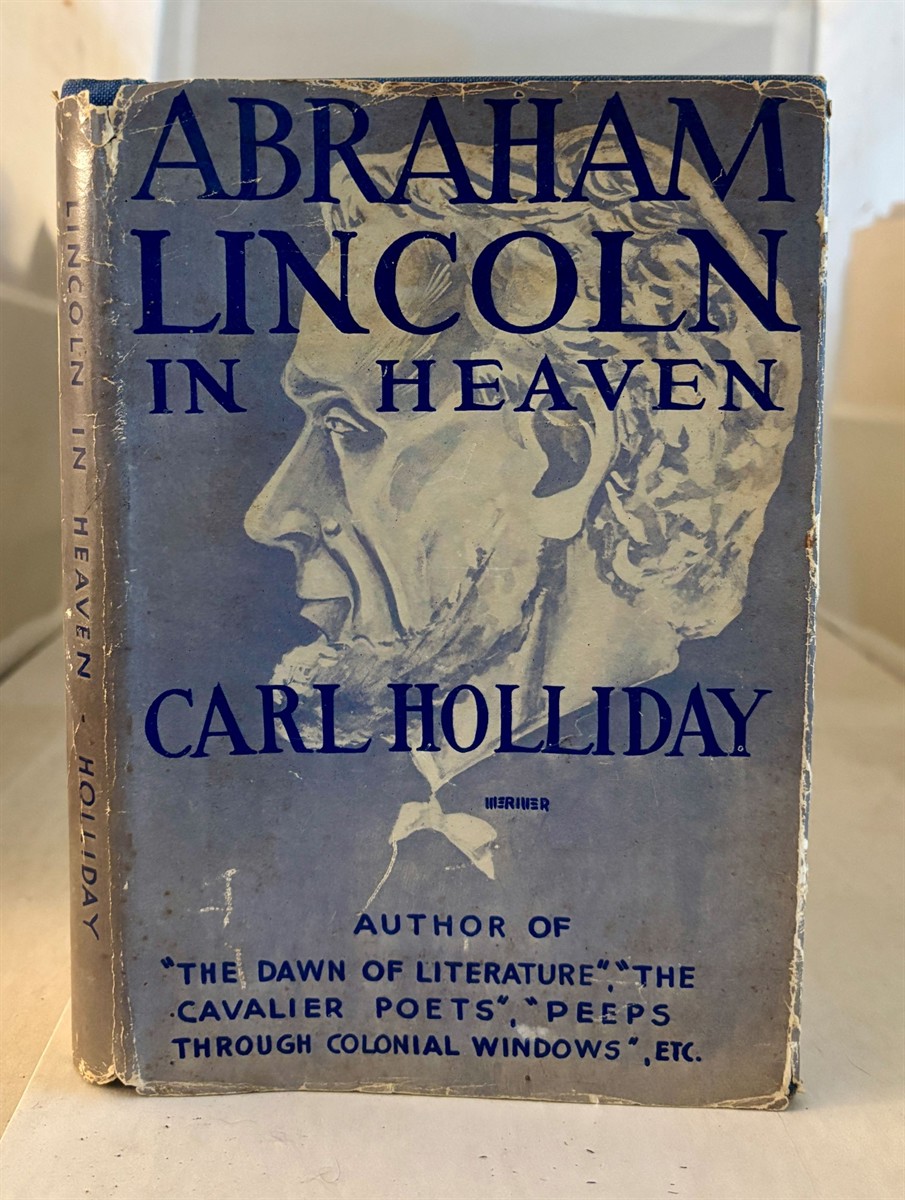 ABRAHAM
LINCOLN
IN HEAVEN
CARL HOLLIDAY
AUTHOR OF
"THE DAWN OF LITERATURE", "THE
CAVALIER POETS", "PEEPS
THROUGH COLONIAL WINDOWS", ETC.
LINCOLN IN HEAVEN · HOLLIDAY